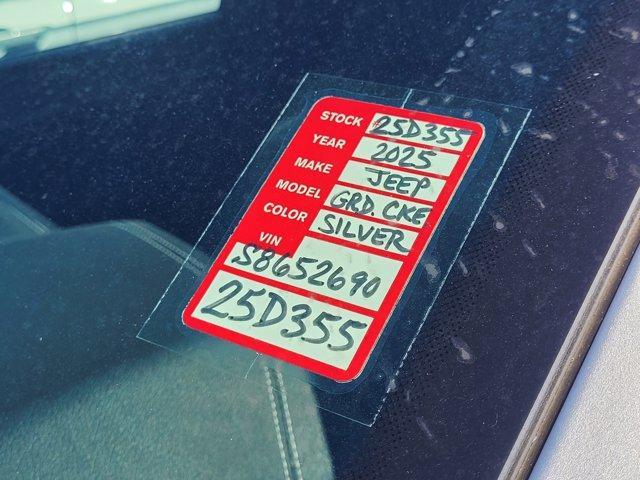 STOCK 25D355
YEAR 2025
MAKE JEEP
MODEL GRD. CKE
COLOR SILVER
VIN
S8652690
25D355